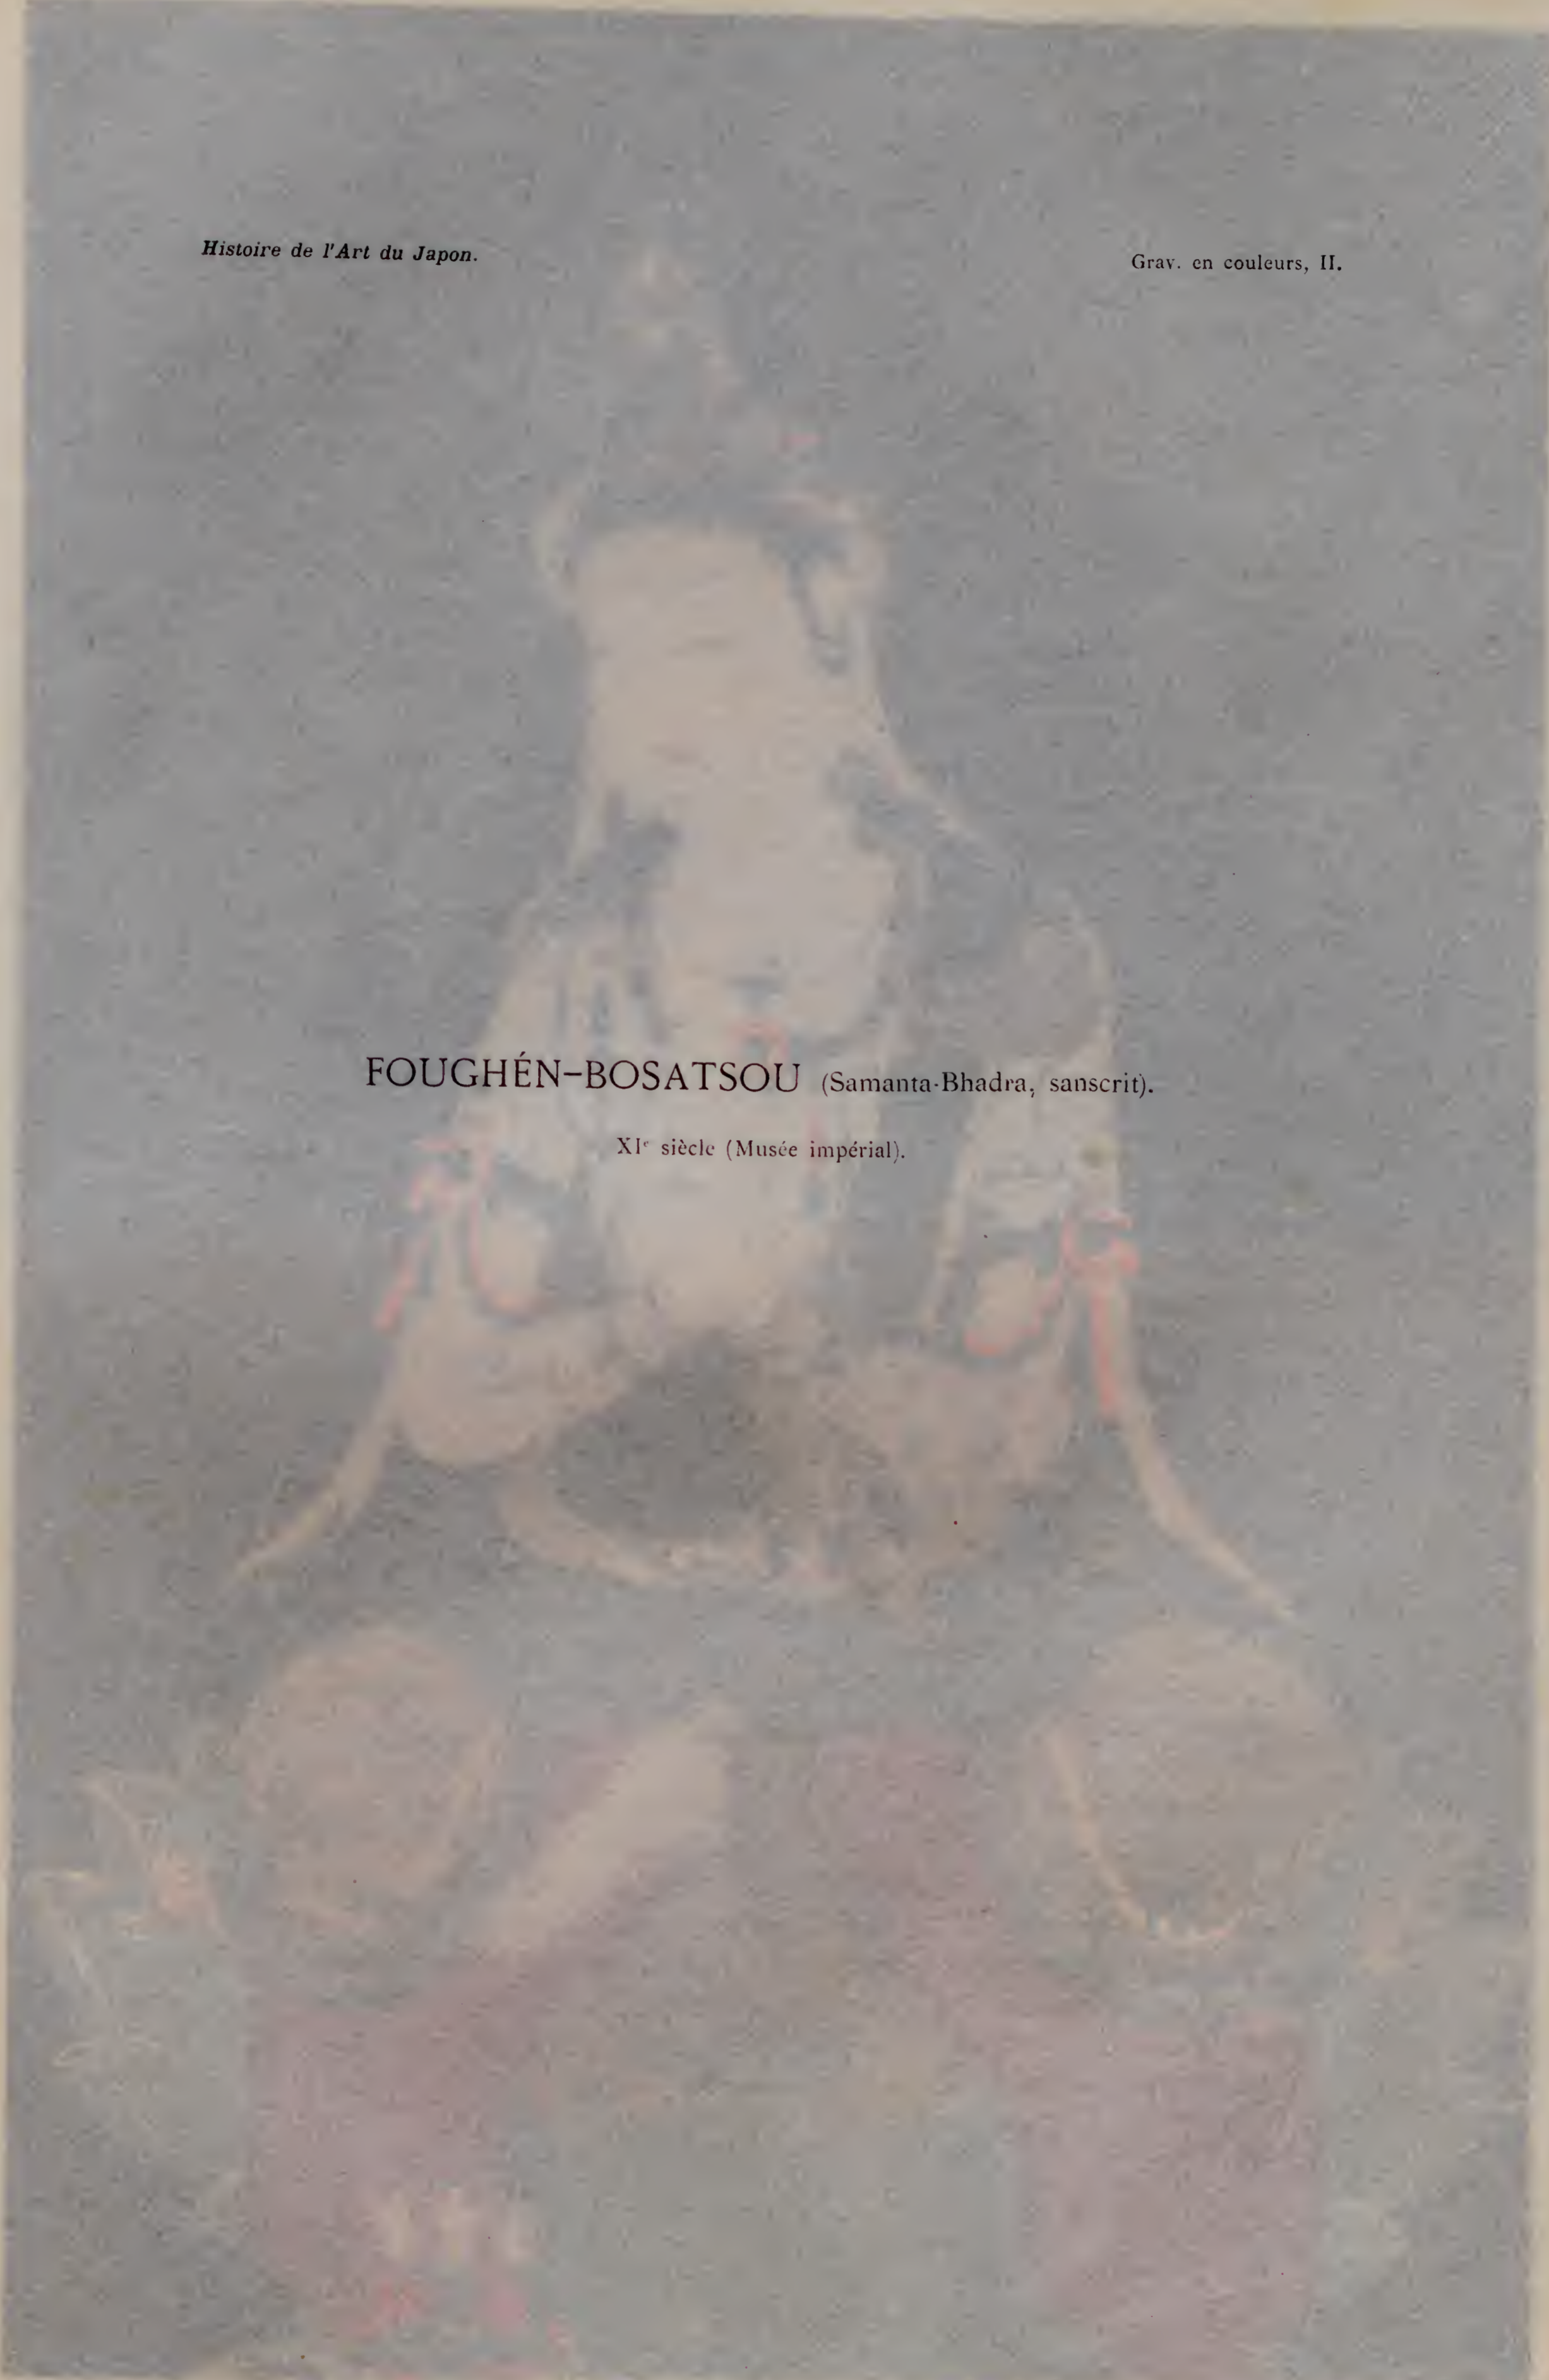 Histoire de l'Art du Japon.
Grav. en couleurs, II.
FOUGHÉN-BOSATSOU (Samanta-Bhadra, sanscrit).
XIᵉ siècle (Musée impérial).